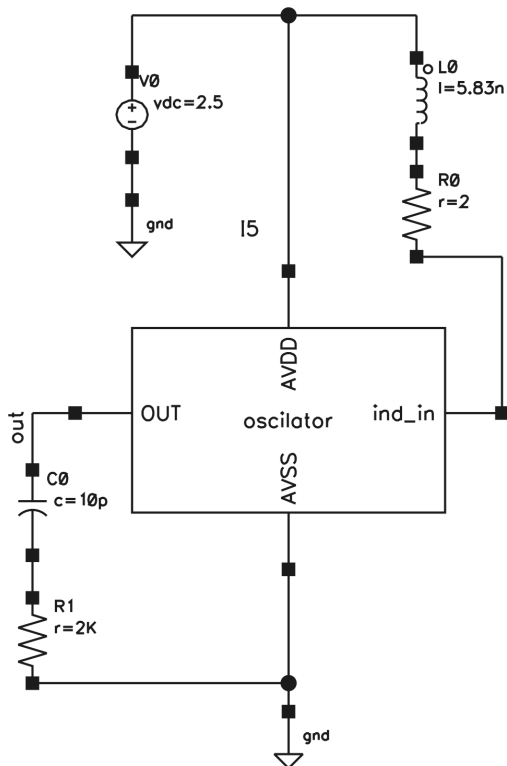 V0
vdc=2.5
gnd
L0
l=5.83n
R0
r=2
I5
AVDD
OUT
oscilator
ind_in
AVSS
out
C0
c=10p
R1
r=2K
gnd